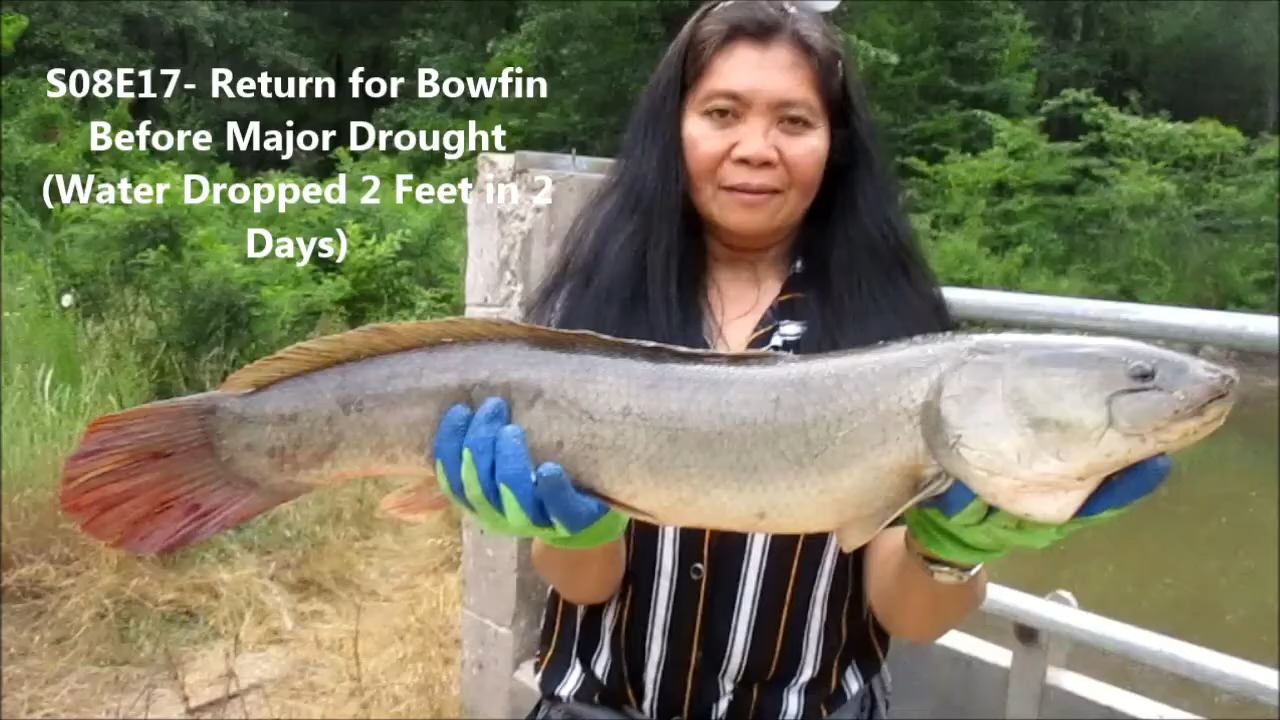 S08E17- Return for Bowfin
Before Major Drought
(Water Dropped 2 Feet in 2
Days)